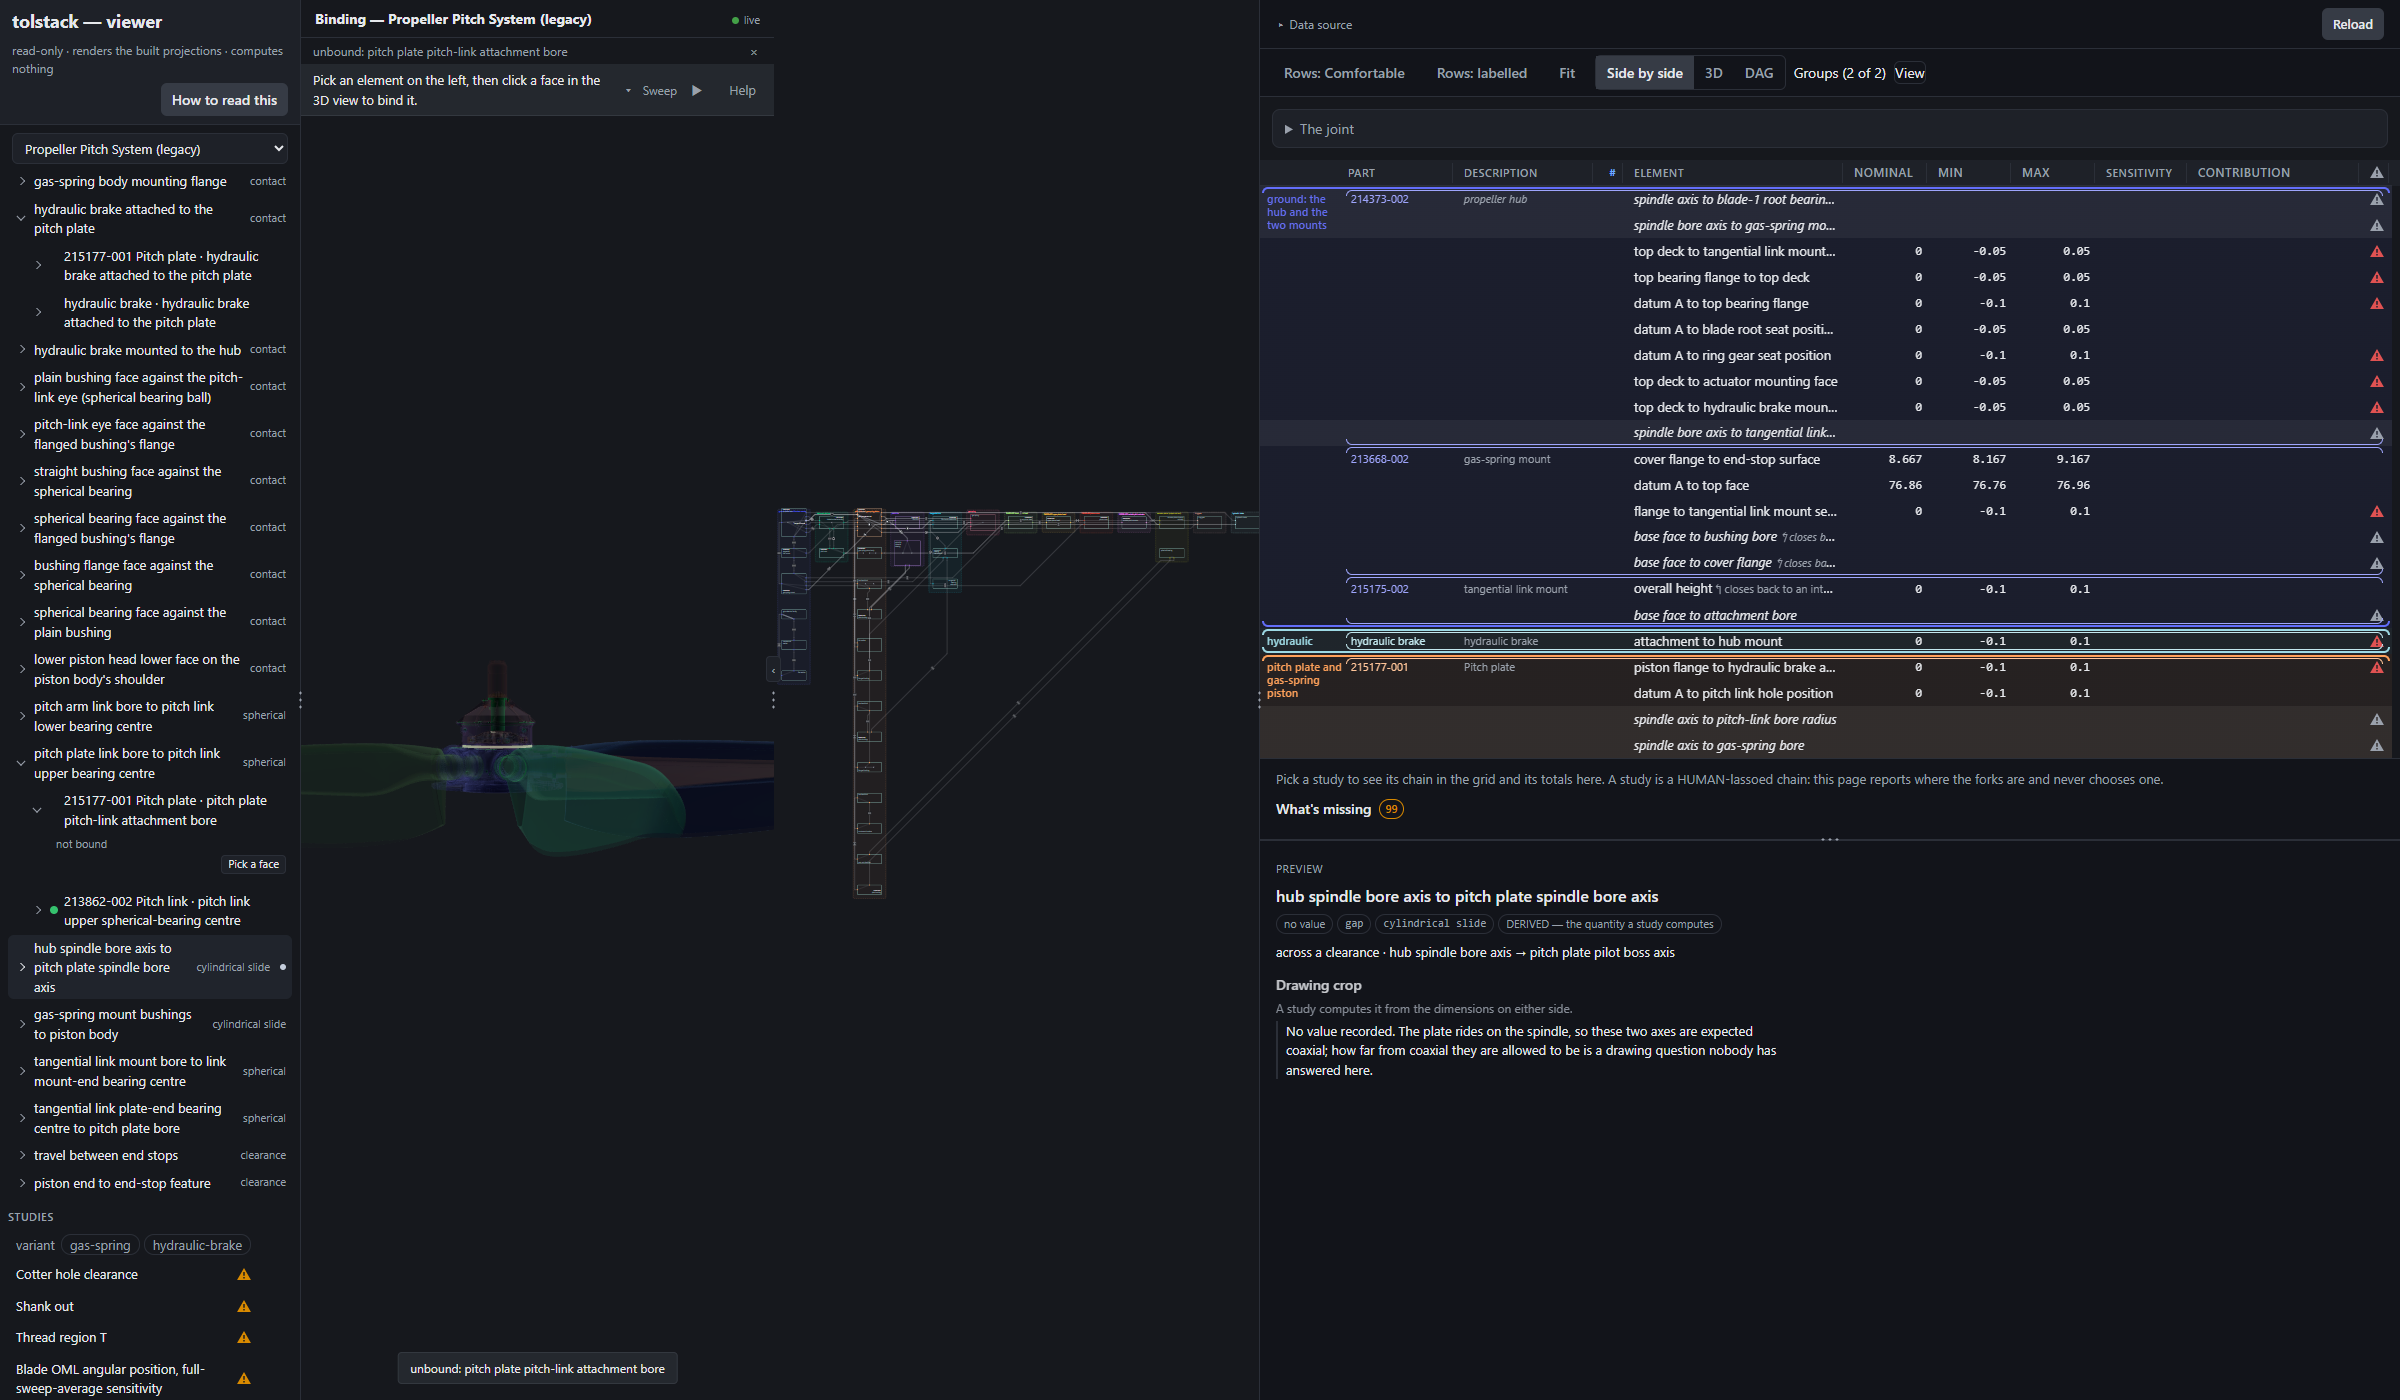 tolstack — viewer
read-only · renders the built projections · computes
nothing
How to read this
Propeller Pitch System (legacy)
gas-spring body mounting flange contact
hydraulic brake attached to the
pitch plate contact
215177-001 Pitch plate · hydraulic
brake attached to the pitch plate
hydraulic brake · hydraulic brake
attached to the pitch plate
hydraulic brake mounted to the hub contact
plain bushing face against the pitch-
link eye (spherical bearing ball) contact
pitch-link eye face against the
flanged bushing's flange contact
straight bushing face against the
spherical bearing contact
spherical bearing face against the
flanged bushing's flange contact
bushing flange face against the
spherical bearing contact
spherical bearing face against the
plain bushing contact
lower piston head lower face on the
piston body's shoulder contact
pitch arm link bore to pitch link
lower bearing centre spherical
pitch plate link bore to pitch link
upper bearing centre spherical
215177-001 Pitch plate · pitch plate
pitch-link attachment bore
not bound
Pick a face
213862-002 Pitch link · pitch link
upper spherical-bearing centre
hub spindle bore axis to
pitch plate spindle bore cylindrical slide
axis
gas-spring mount bushings
to piston body cylindrical slide
tangential link mount bore to link
mount-end bearing centre spherical
tangential link plate-end bearing
centre to pitch plate bore spherical
travel between end stops clearance
piston end to end-stop feature clearance
STUDIES
variant gas-spring hydraulic-brake
Cotter hole clearance
Shank out
Thread region T
Blade OML angular position, full-
sweep-average sensitivity
Binding — Propeller Pitch System (legacy) live
unbound: pitch plate pitch-link attachment bore ×
Pick an element on the left, then click a face in the
3D view to bind it.
Sweep Help
unbound: pitch plate pitch-link attachment bore
Data source Reload
Rows: Comfortable Rows: labelled Fit Side by side 3D DAG Groups (2 of 2) View
The joint
PART DESCRIPTION # ELEMENT NOMINAL MIN MAX SENSITIVITY CONTRIBUTION
ground: the
hub and the
two mounts
214373-002 propeller hub spindle axis to blade-1 root bearin...
spindle bore axis to gas-spring mo...
top deck to tangential link mount... 0 -0.05 0.05
top bearing flange to top deck 0 -0.05 0.05
datum A to top bearing flange 0 -0.1 0.1
datum A to blade root seat positi... 0 -0.05 0.05
datum A to ring gear seat position 0 -0.1 0.1
top deck to actuator mounting face 0 -0.05 0.05
top deck to hydraulic brake moun... 0 -0.05 0.05
spindle bore axis to tangential link...
213668-002 gas-spring mount cover flange to end-stop surface 8.667 8.167 9.167
datum A to top face 76.86 76.76 76.96
flange to tangential link mount se... 0 -0.1 0.1
base face to bushing bore ↰ closes b...
base face to cover flange ↰ closes ba...
215175-002 tangential link mount overall height ↰ closes back to an int... 0 -0.1 0.1
base face to attachment bore
hydraulic hydraulic brake hydraulic brake attachment to hub mount 0 -0.1 0.1
pitch plate and
gas-spring
piston
215177-001 Pitch plate piston flange to hydraulic brake a... 0 -0.1 0.1
datum A to pitch link hole position 0 -0.1 0.1
spindle axis to pitch-link bore radius
spindle axis to gas-spring bore
Pick a study to see its chain in the grid and its totals here. A study is a HUMAN-lassoed chain: this page reports where the forks are and never chooses one.
What's missing 99
PREVIEW
hub spindle bore axis to pitch plate spindle bore axis
no value gap cylindrical slide DERIVED — the quantity a study computes
across a clearance · hub spindle bore axis → pitch plate pilot boss axis
Drawing crop
A study computes it from the dimensions on either side.
No value recorded. The plate rides on the spindle, so these two axes are expected
coaxial; how far from coaxial they are allowed to be is a drawing question nobody has
answered here.